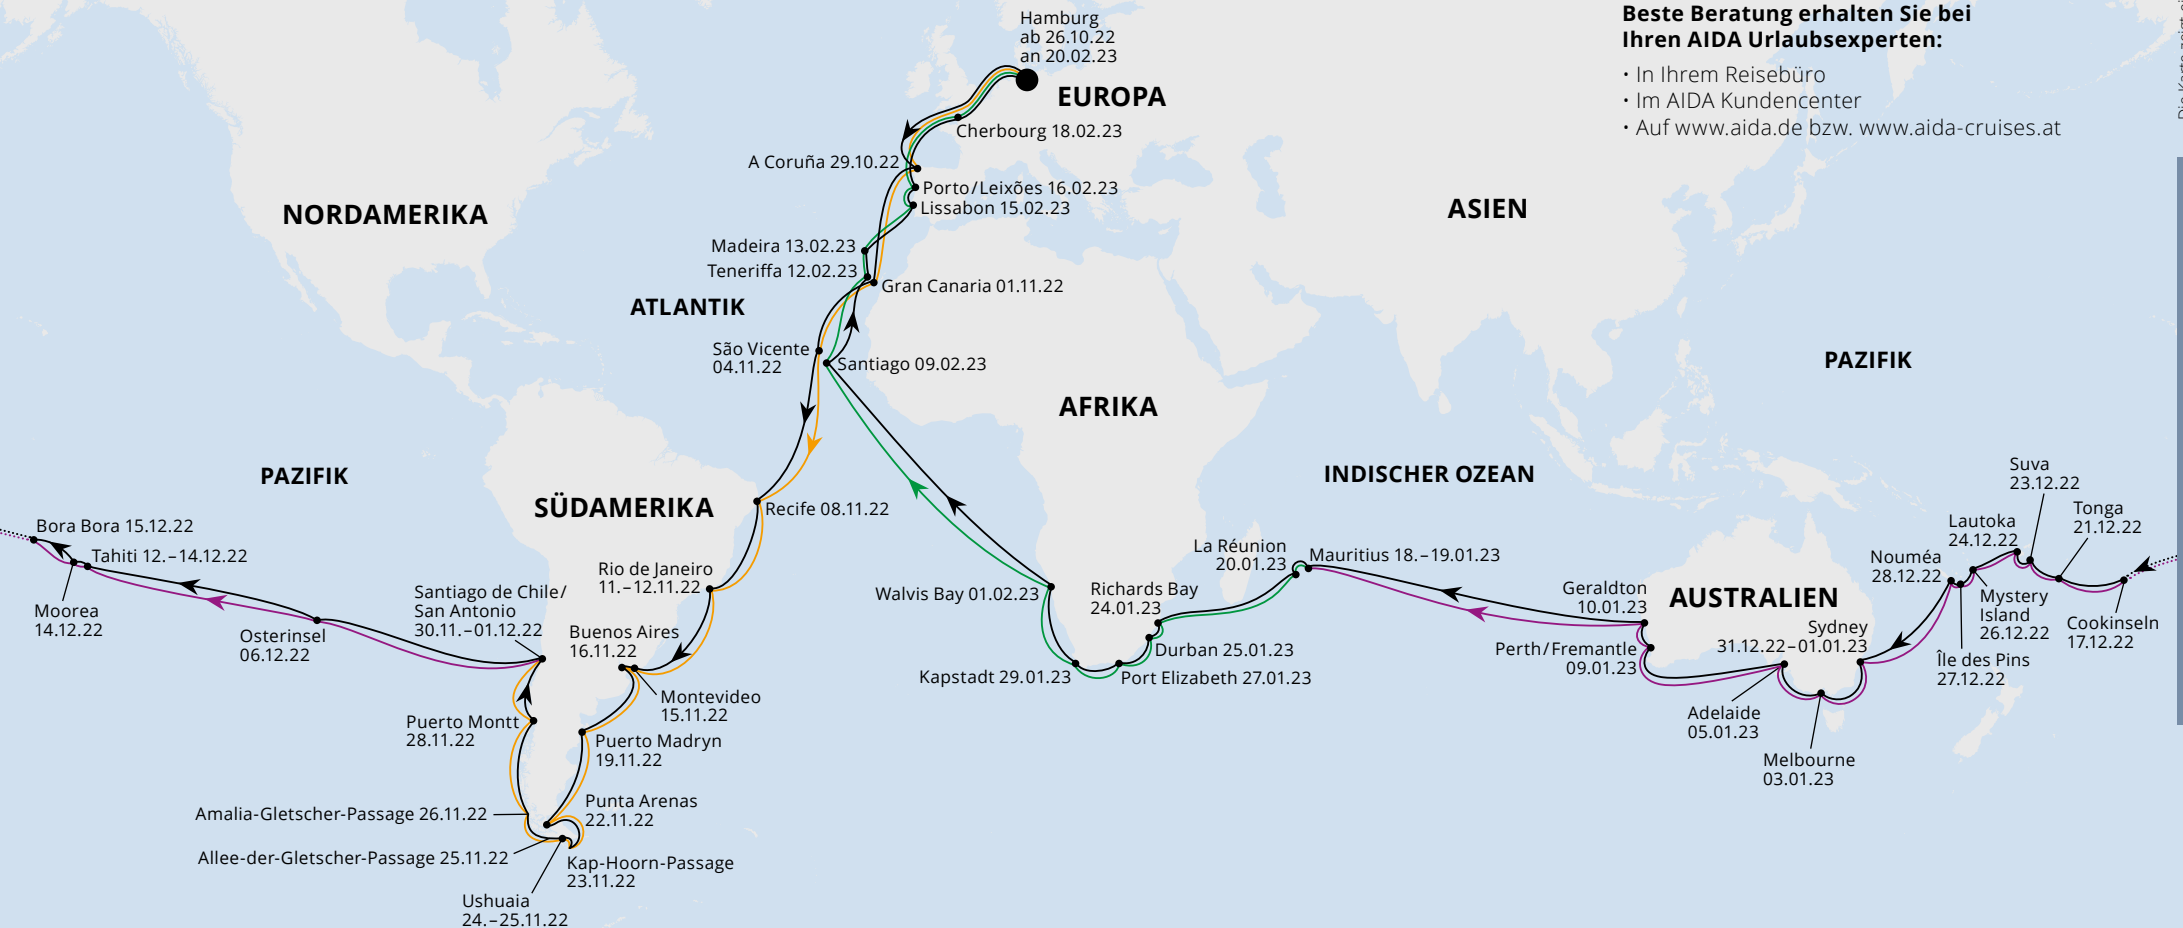 Beste Beratung erhalten Sie bei
Ihren AIDA Urlaubsexperten:
• In Ihrem Reisebüro
• Im AIDA Kundencenter
• Auf www.aida.de bzw. www.aida-cruises.at
Hamburg
ab 26.10.22
an 20.02.23
EUROPA
Cherbourg 18.02.23
A Coruña 29.10.22
Porto/Leixões 16.02.23
Lissabon 15.02.23
NORDAMERIKA
ASIEN
Madeira 13.02.23
Teneriffa 12.02.23
Gran Canaria 01.11.22
ATLANTIK
São Vicente
04.11.22
Santiago 09.02.23
PAZIFIK
AFRIKA
PAZIFIK
INDISCHER OZEAN
SÜDAMERIKA
Recife 08.11.22
Bora Bora 15.12.22
Tahiti 12.–14.12.22
Moorea
14.12.22
Osterinsel
06.12.22
Santiago de Chile/
San Antonio
30.11.–01.12.22
Rio de Janeiro
11.–12.11.22
Buenos Aires
16.11.22
Montevideo
15.11.22
Puerto Montt
28.11.22
Puerto Madryn
19.11.22
Amalia-Gletscher-Passage 26.11.22
Punta Arenas
22.11.22
Allee-der-Gletscher-Passage 25.11.22
Kap-Hoorn-Passage
23.11.22
Ushuaia
24.–25.11.22
Walvis Bay 01.02.23
Kapstadt 29.01.23
Port Elizabeth 27.01.23
Durban 25.01.23
Richards Bay
24.01.23
La Réunion
20.01.23
Mauritius 18.–19.01.23
Geraldton
10.01.23
Perth/Fremantle
09.01.23
AUSTRALIEN
Sydney
31.12.22–01.01.23
Adelaide
05.01.23
Melbourne
03.01.23
Nouméa
28.12.22
Lautoka
24.12.22
Suva
23.12.22
Tonga
21.12.22
Mystery
Island
26.12.22
Île des Pins
27.12.22
Cookinseln
17.12.22